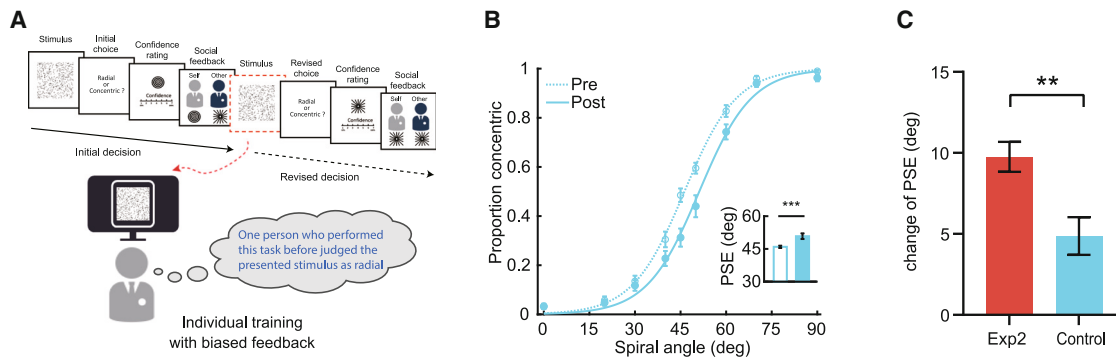 A
Stimulus
Initial
choice
Confidence
rating
Social
feedback
Stimulus
Revised
choice
Confidence
rating
Social
feedback
Radial
or
Concentric ?
Confidence
Self Other
Radial
or
Concentric ?
Confidence
Self Other
Initial decision
Revised decision
One person who performed
this task before judged the
presented stimulus as radial
Individual training
with biased feedback
B
Proportion concentric
1
0.8
0.6
0.4
0.2
0
Pre
Post
0 15 30 45 60 75 90
Spiral angle (deg)
***
PSE (deg)
60
45
30
C
change of PSE (deg)
15
10
5
0
**
Exp2 Control